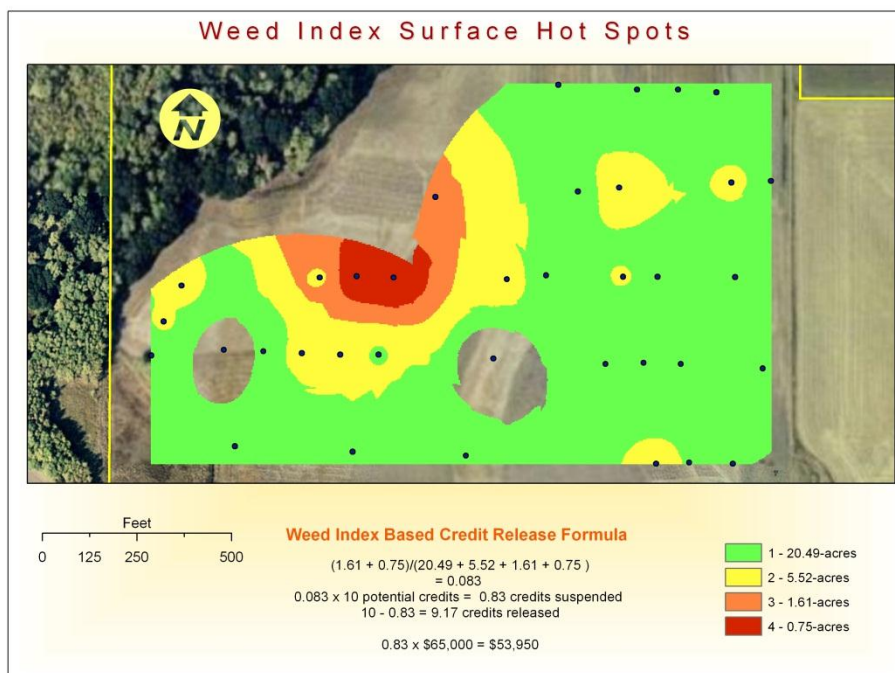 Weed Index Surface Hot Spots
N
Feet
0 125 250 500
Weed Index Based Credit Release Formula
(1.61 + 0.75)/(20.49 + 5.52 + 1.61 + 0.75 )
= 0.083
0.083 x 10 potential credits = 0.83 credits suspended
10 - 0.83 = 9.17 credits released
0.83 x $65,000 = $53,950
1 - 20.49-acres
2 - 5.52-acres
3 - 1.61-acres
4 - 0.75-acres